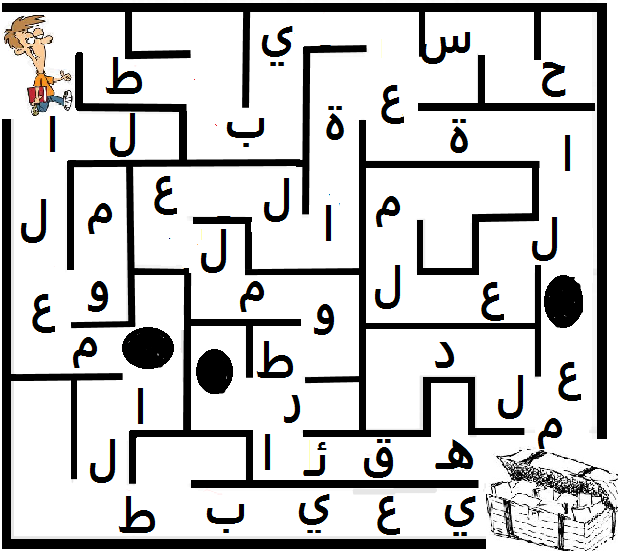 س ي
ح ع ط
ا ة ة ب ل ا
م ا ل ع م ل
ل ل
ع ل و م و ع
د ط م
ع ل ر ا
م
هـ ق ئـ ا ل
ي ع ي ب ط